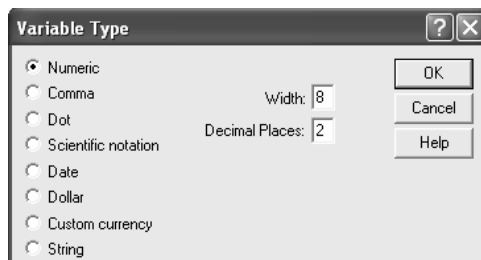 Variable Type
Numeric
Comma
Dot
Scientific notation
Date
Dollar
Custom currency
String
Width: 8
Decimal Places: 2
OK
Cancel
Help